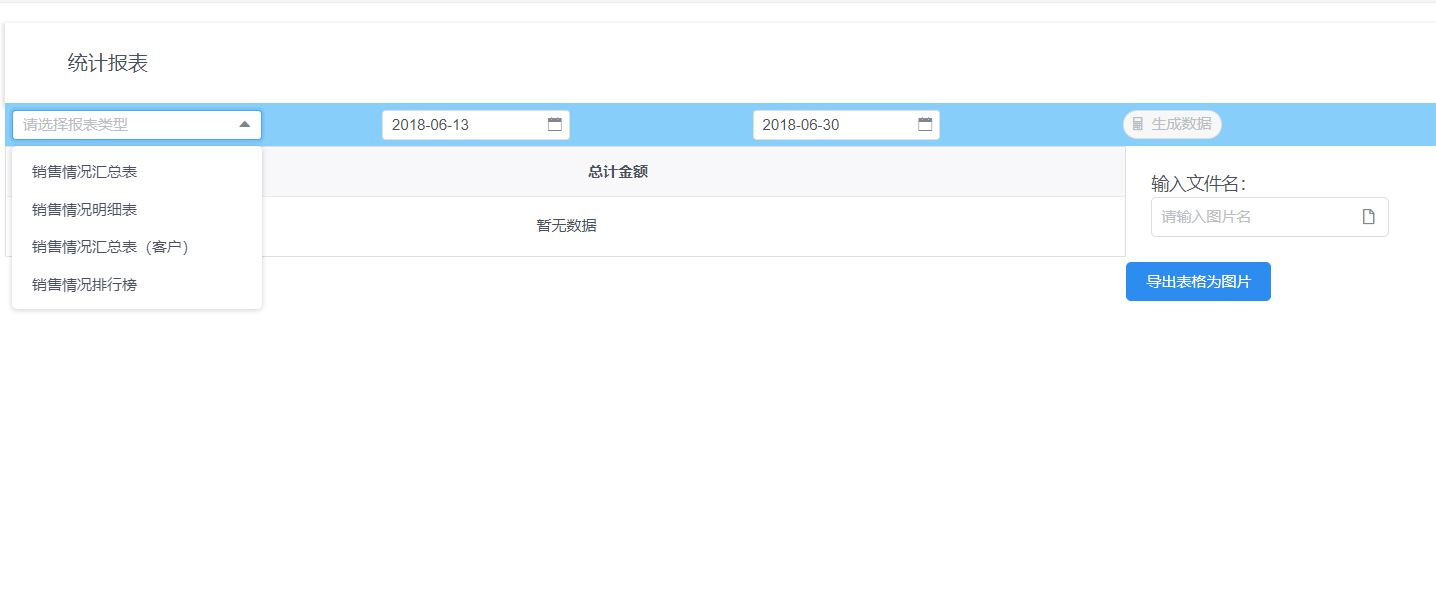 统计报表
请选择报表类型
2018-06-13
2018-06-30
生成数据
销售情况汇总表
销售情况明细表
销售情况汇总表（客户）
销售情况排行榜
总计金额
暂无数据
输入文件名：
请输入图片名
导出表格为图片